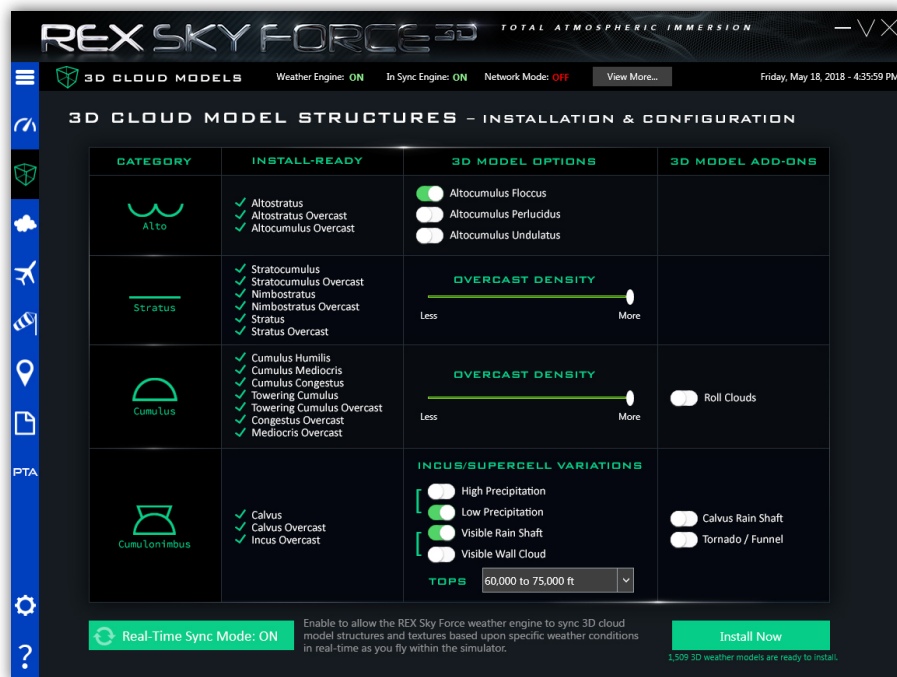 REX SKY FORCE 3D
TOTAL ATMOSPHERIC IMMERSION
3D CLOUD MODELS
Weather Engine: ON
In Sync Engine: ON
Network Mode: OFF
View More...
Friday, May 18, 2018 - 4:35:59 PM
3D CLOUD MODEL STRUCTURES – INSTALLATION & CONFIGURATION
CATEGORY
INSTALL-READY
3D MODEL OPTIONS
3D MODEL ADD-ONS
Alto
Altostratus
Altostratus Overcast
Altocumulus Overcast
Altocumulus Floccus
Altocumulus Perlucidus
Altocumulus Undulatus
Stratus
Stratocumulus
Stratocumulus Overcast
Nimbostratus
Nimbostratus Overcast
Stratus
Stratus Overcast
OVERCAST DENSITY
Less
More
Cumulus
Cumulus Humilis
Cumulus Mediocris
Cumulus Congestus
Towering Cumulus
Towering Cumulus Overcast
Congestus Overcast
Mediocris Overcast
OVERCAST DENSITY
Less
More
Roll Clouds
PTA
Cumulonimbus
Calvus
Calvus Overcast
Incus Overcast
INCUS/SUPERCELL VARIATIONS
High Precipitation
Low Precipitation
Visible Rain Shaft
Visible Wall Cloud
TOPS
60,000 to 75,000 ft
Calvus Rain Shaft
Tornado / Funnel
Real-Time Sync Mode: ON
Enable to allow the REX Sky Force weather engine to sync 3D cloud
model structures and textures based upon specific weather conditions
in real-time as you fly within the simulator.
Install Now
1,509 3D weather models are ready to install.